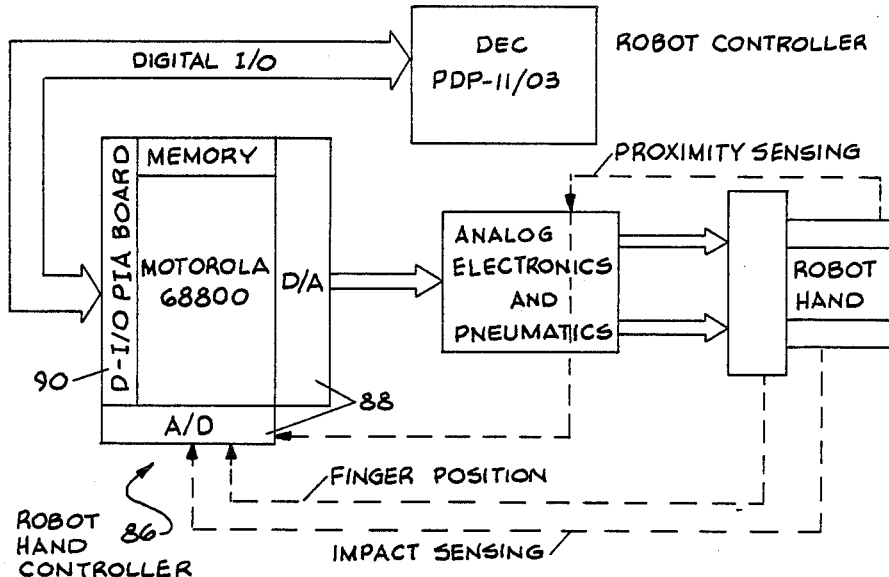 DEC
PDP-11/03
ROBOT CONTROLLER
DIGITAL I/O
D-I/O PIA BOARD
MEMORY
MOTOROLA
68800
D/A
ANALOG
ELECTRONICS
AND
PNEUMATICS
PROXIMITY SENSING
ROBOT
HAND
90
88
A/D
FINGER POSITION
ROBOT
HAND
CONTROLLER
86
IMPACT SENSING